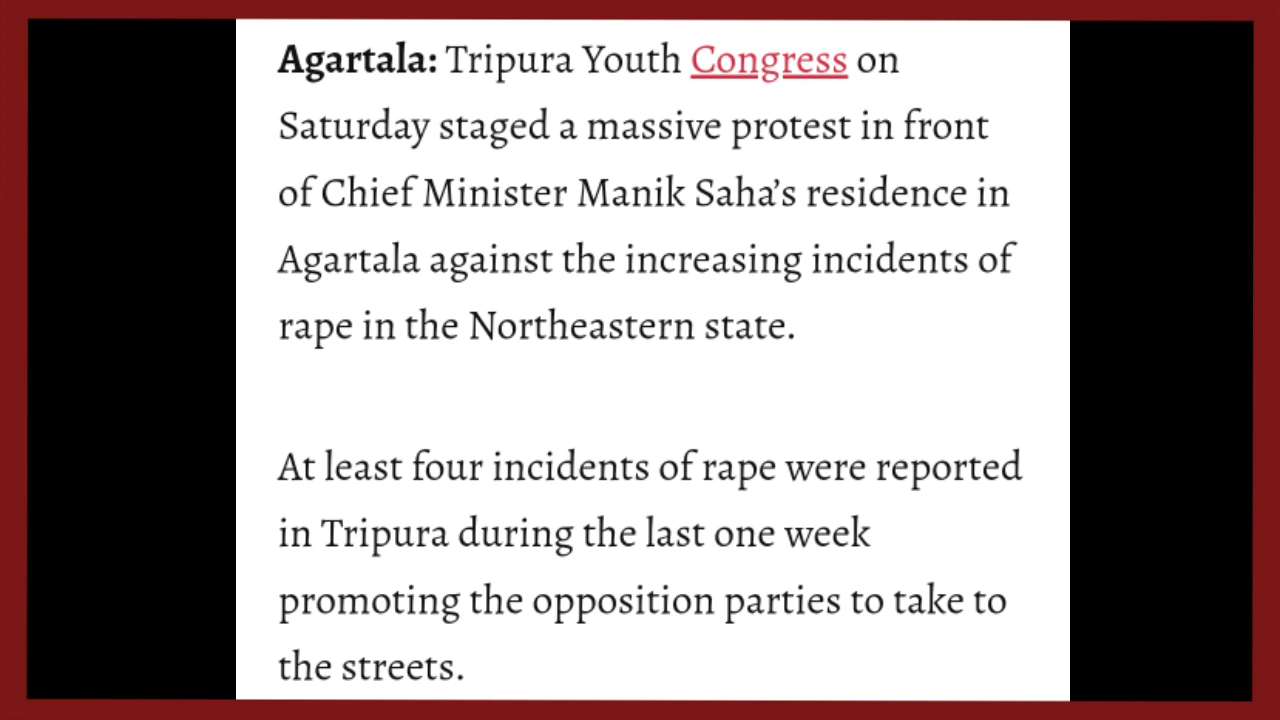 Agartala: Tripura Youth Congress on
Saturday staged a massive protest in front
of Chief Minister Manik Saha’s residence in
Agartala against the increasing incidents of
rape in the Northeastern state.
At least four incidents of rape were reported
in Tripura during the last one week
promoting the opposition parties to take to
the streets.